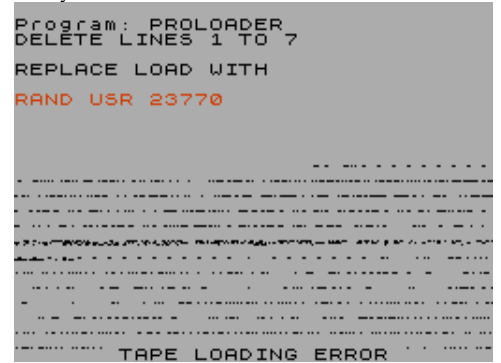 Program: PROLOADER
DELETE LINES 1 TO 7
REPLACE LOAD WITH
RAND USR 23770
TAPE LOADING ERROR